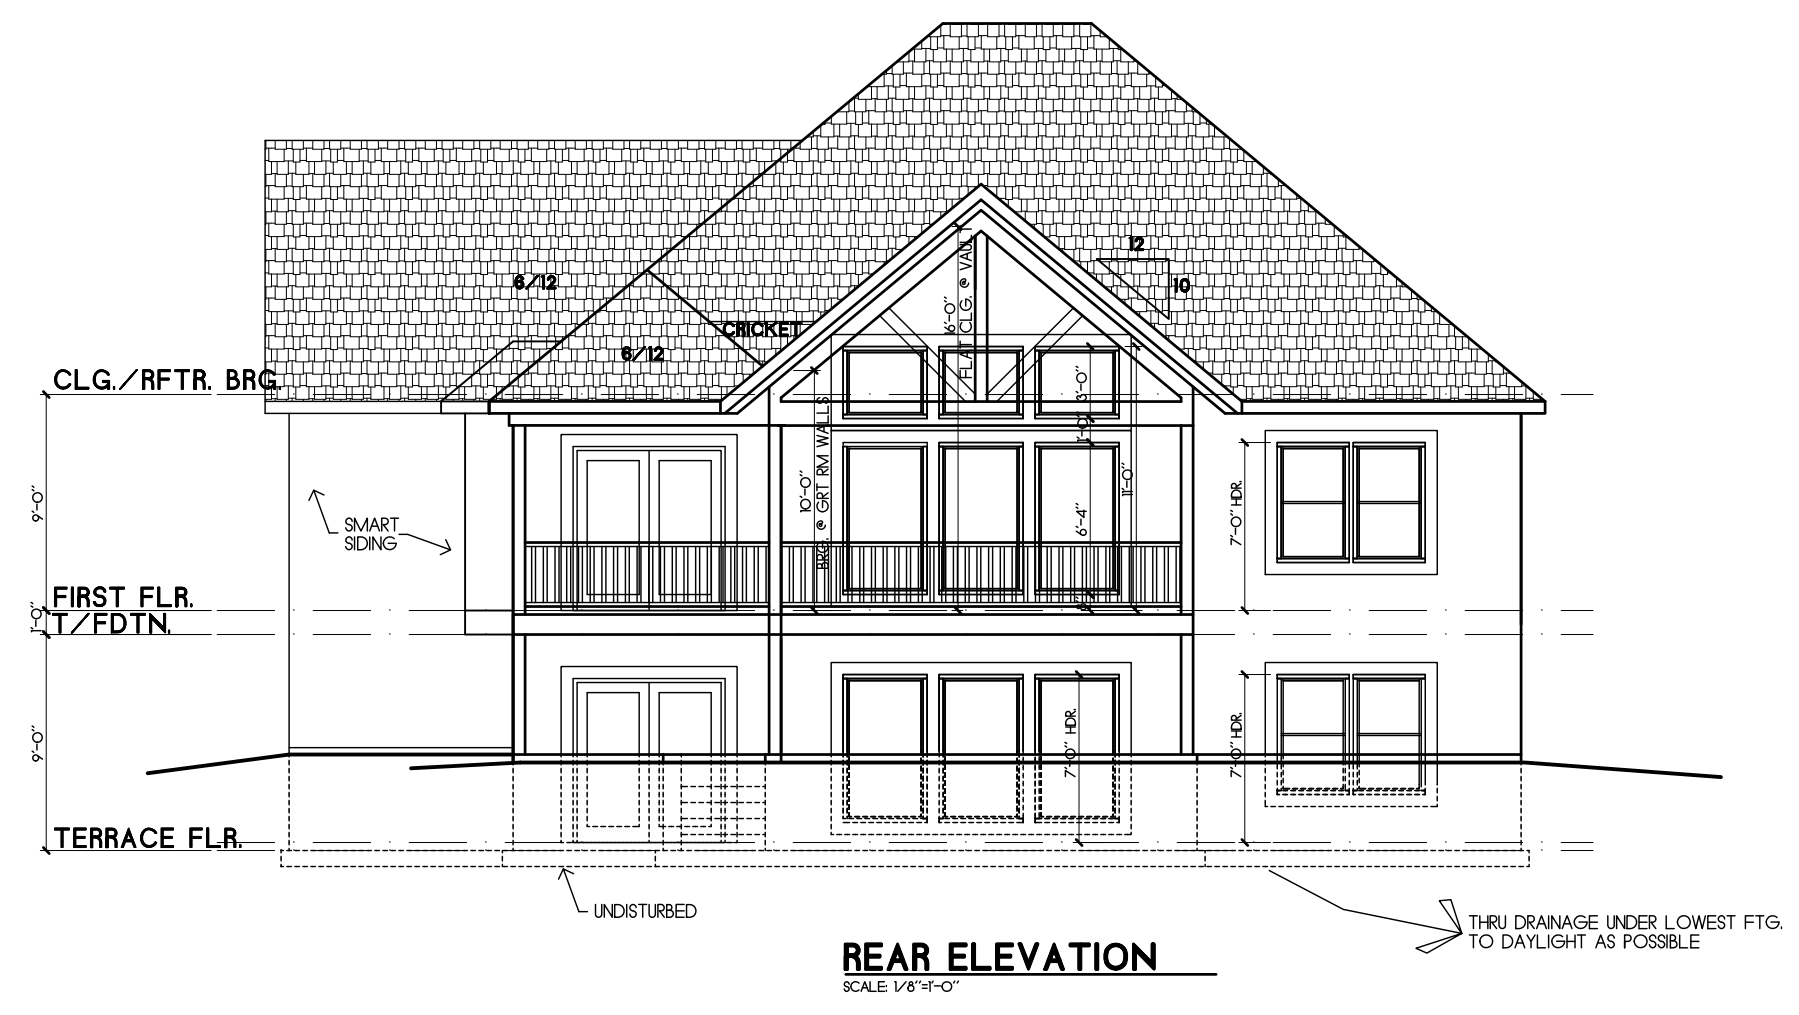 12
10
6/12
CRICKET
6/12
16'-0"
FLAT CLG. @ VAULT
CLG./RFTR. BRG.
3'-0"
1'-0"
10'-0"
BRG. @ GRT RM WALLS
11'-0"
6'-4"
9'-0"
7'-0" HDR.
SMART
SIDING
FIRST FLR.
1'-0"
T/FDTN.
8"
9'-0"
7'-0" HDR.
7'-0" HDR.
TERRACE FLR.
UNDISTURBED
THRU DRAINAGE UNDER LOWEST FTG.
TO DAYLIGHT AS POSSIBLE
REAR ELEVATION
SCALE: 1/8"=1'-0"